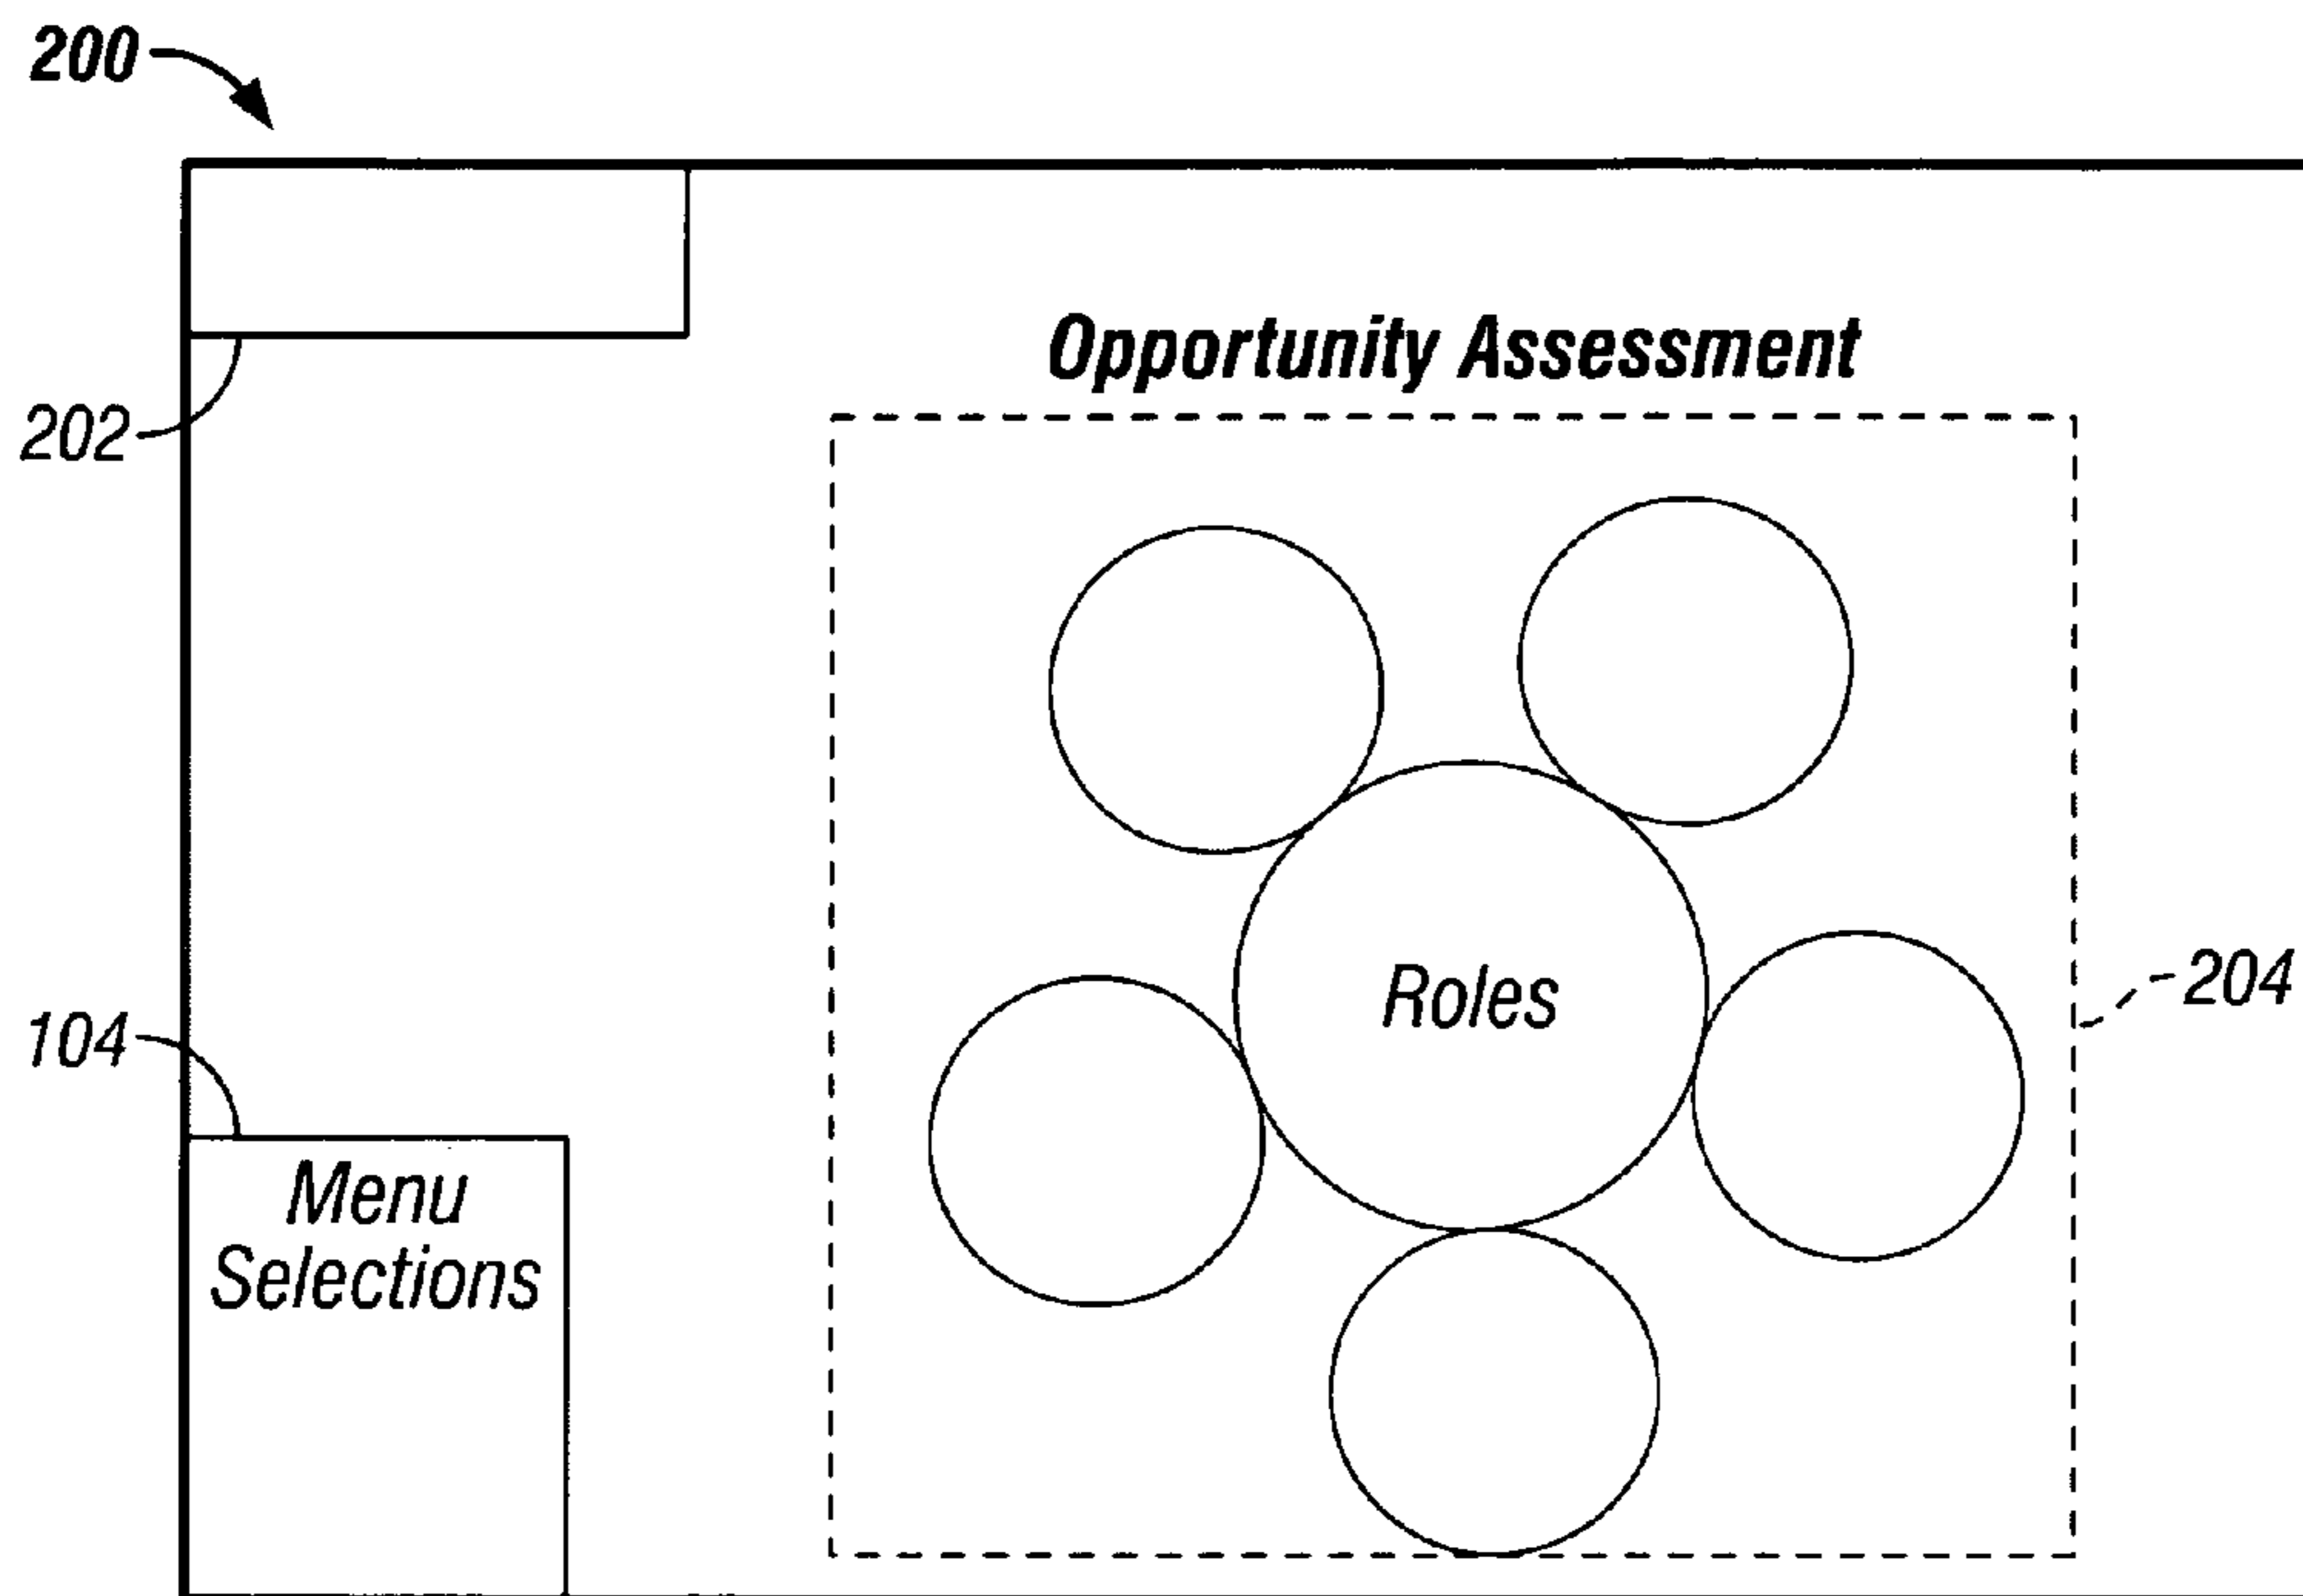 200
Opportunity Assessment
202
Roles
204
104
Menu
Selections